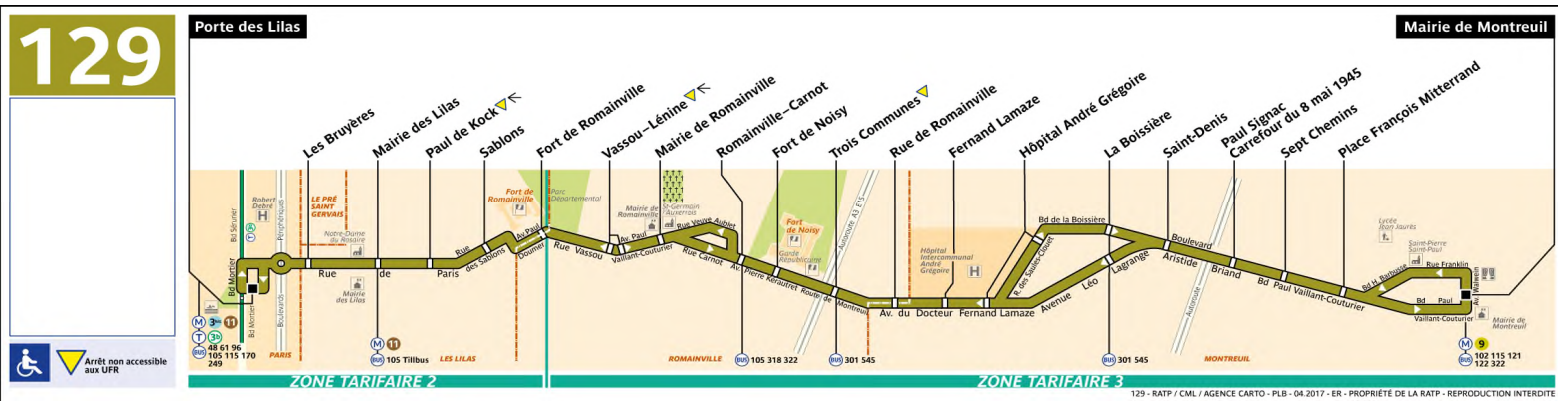 129
Porte des Lilas
Mairie de Montreuil
Les Bruyères
Mairie des Lilas
Paul de Kock
Sablons
Fort de Romainville
Vassou–Lénine
Mairie de Romainville
Romainville–Carnot
Fort de Noisy
Trois Communes
Rue de Romainville
Fernand Lamaze
Hôpital André Grégoire
La Boissière
Saint-Denis
Paul Signac
Carrefour du 8 mai 1945
Sept Chemins
Place François Mitterrand
Bd Sérurier
Robert
Debré
H
Périphériques
LE PRÉ
SAINT
GERVAIS
Notre-Dame
du Rosaire
Fort de
Romainville
Parc
Départemental
Mairie de
Romainville
St-Germain
l'Auxerrois
Fort
de Noisy
Garde
Républicaine
Autoroute A3 E15
Hôpital
Intercommunal
André
Grégoire
H
Lycée
Jean Jaurès
Saint-Pierre
Saint-Paul
Bd Mortier
Rue de Paris
Rue
des Sablons
Av. Paul
Doumer
Rue Vassou
Av. Paul
Vaillant-Couturier
Rue Veuve Aublet
Rue Carnot
Av. Pierre Kérautret
Route de Montreuil
Av. du Docteur Fernand Lamaze
R. des Saules-Clouet
Bd de la Boissière
Avenue Léo Lagrange
Boulevard
Aristide Briand
Autoroute
Bd Paul Vaillant-Couturier
Bd H. Barbusse
Rue Franklin
Av. Walwein
Bd Paul
Vaillant-Couturier
Mairie de
Montreuil
Bd Mortier
Boulevards
Mairie
des Lilas
M 3bis 11
T 3b
BUS 48 61 96
105 115 170
249
PARIS
M 11
BUS 105 Tillbus
LES LILAS
ROMAINVILLE
BUS 105 318 322
BUS 301 545
BUS 301 545
MONTREUIL
M 9
BUS 102 115 121
122 322
Arrêt non accessible
aux UFR
ZONE TARIFAIRE 2
ZONE TARIFAIRE 3
129 - RATP / CML / AGENCE CARTO - PLB - 04.2017 - ER - PROPRIÉTÉ DE LA RATP - REPRODUCTION INTERDITE